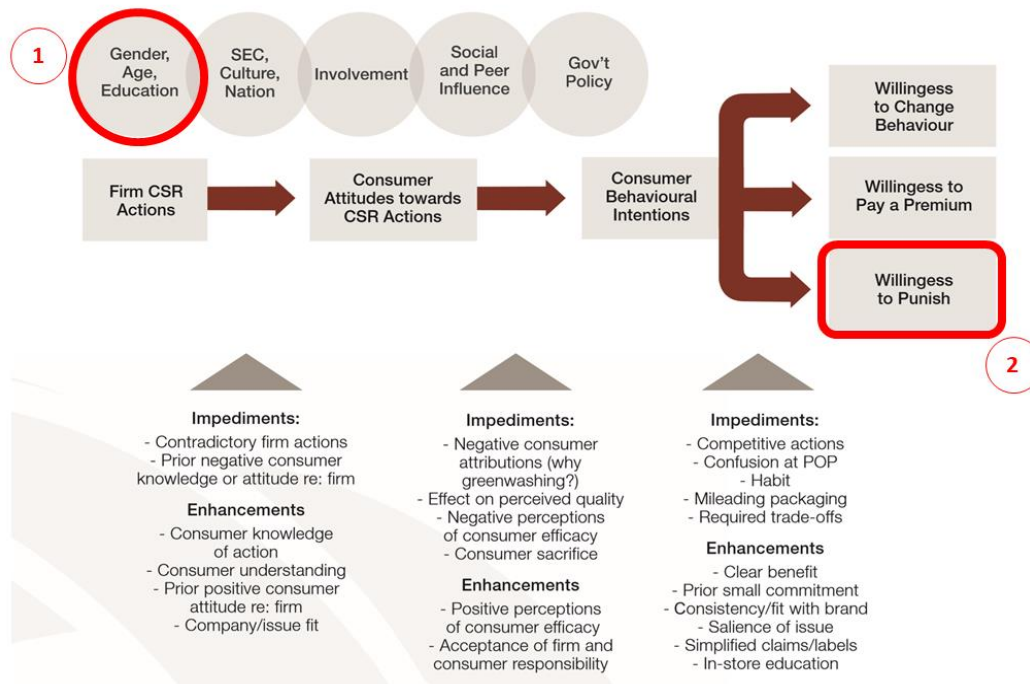 1
Gender,
Age,
Education
SEC,
Culture,
Nation
Involvement
Social
and Peer
Influence
Gov't
Policy
Firm CSR
Actions
Consumer
Attitudes towards
CSR Actions
Consumer
Behavioural
Intentions
Willingess
to Change
Behaviour
Willingess to
Pay a Premium
Willingess
to Punish
2
Impediments:
- Contradictory firm actions
- Prior negative consumer
knowledge or attitude re: firm
Enhancements
- Consumer knowledge
of action
- Consumer understanding
- Prior positive consumer
attitude re: firm
- Company/issue fit
Impediments:
- Negative consumer
attributions (why
greenwashing?)
- Effect on perceived quality
- Negative perceptions
of consumer efficacy
- Consumer sacrifice
Enhancements
- Positive perceptions
of consumer efficacy
- Acceptance of firm and
consumer responsibility
Impediments:
- Competitive actions
- Confusion at POP
- Habit
- Mileading packaging
- Required trade-offs
Enhancements
- Clear benefit
- Prior small commitment
- Consistency/fit with brand
- Salience of issue
- Simplified claims/labels
- In-store education